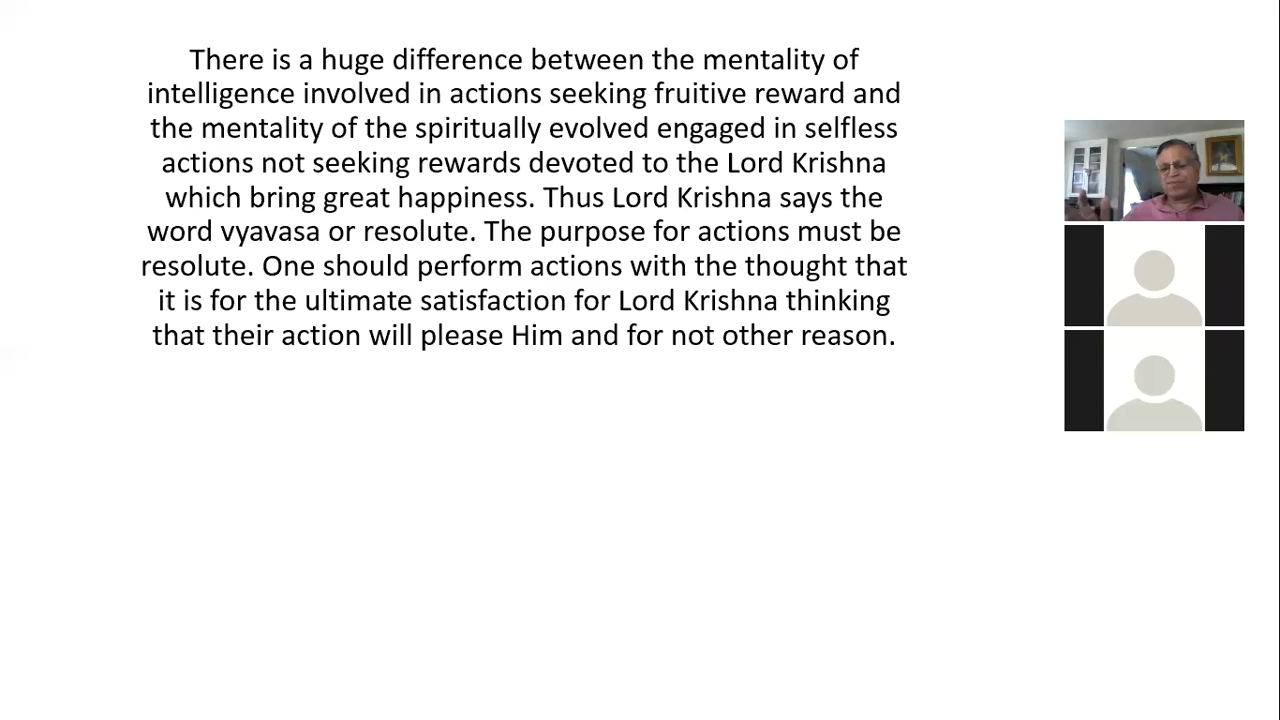 There is a huge difference between the mentality of
intelligence involved in actions seeking fruitive reward and
the mentality of the spiritually evolved engaged in selfless
actions not seeking rewards devoted to the Lord Krishna
which bring great happiness. Thus Lord Krishna says the
word vyavasa or resolute. The purpose for actions must be
resolute. One should perform actions with the thought that
it is for the ultimate satisfaction for Lord Krishna thinking
that their action will please Him and for not other reason.